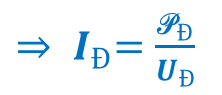 ⇒ I_Đ = 𝒫_Đ / U_Đ